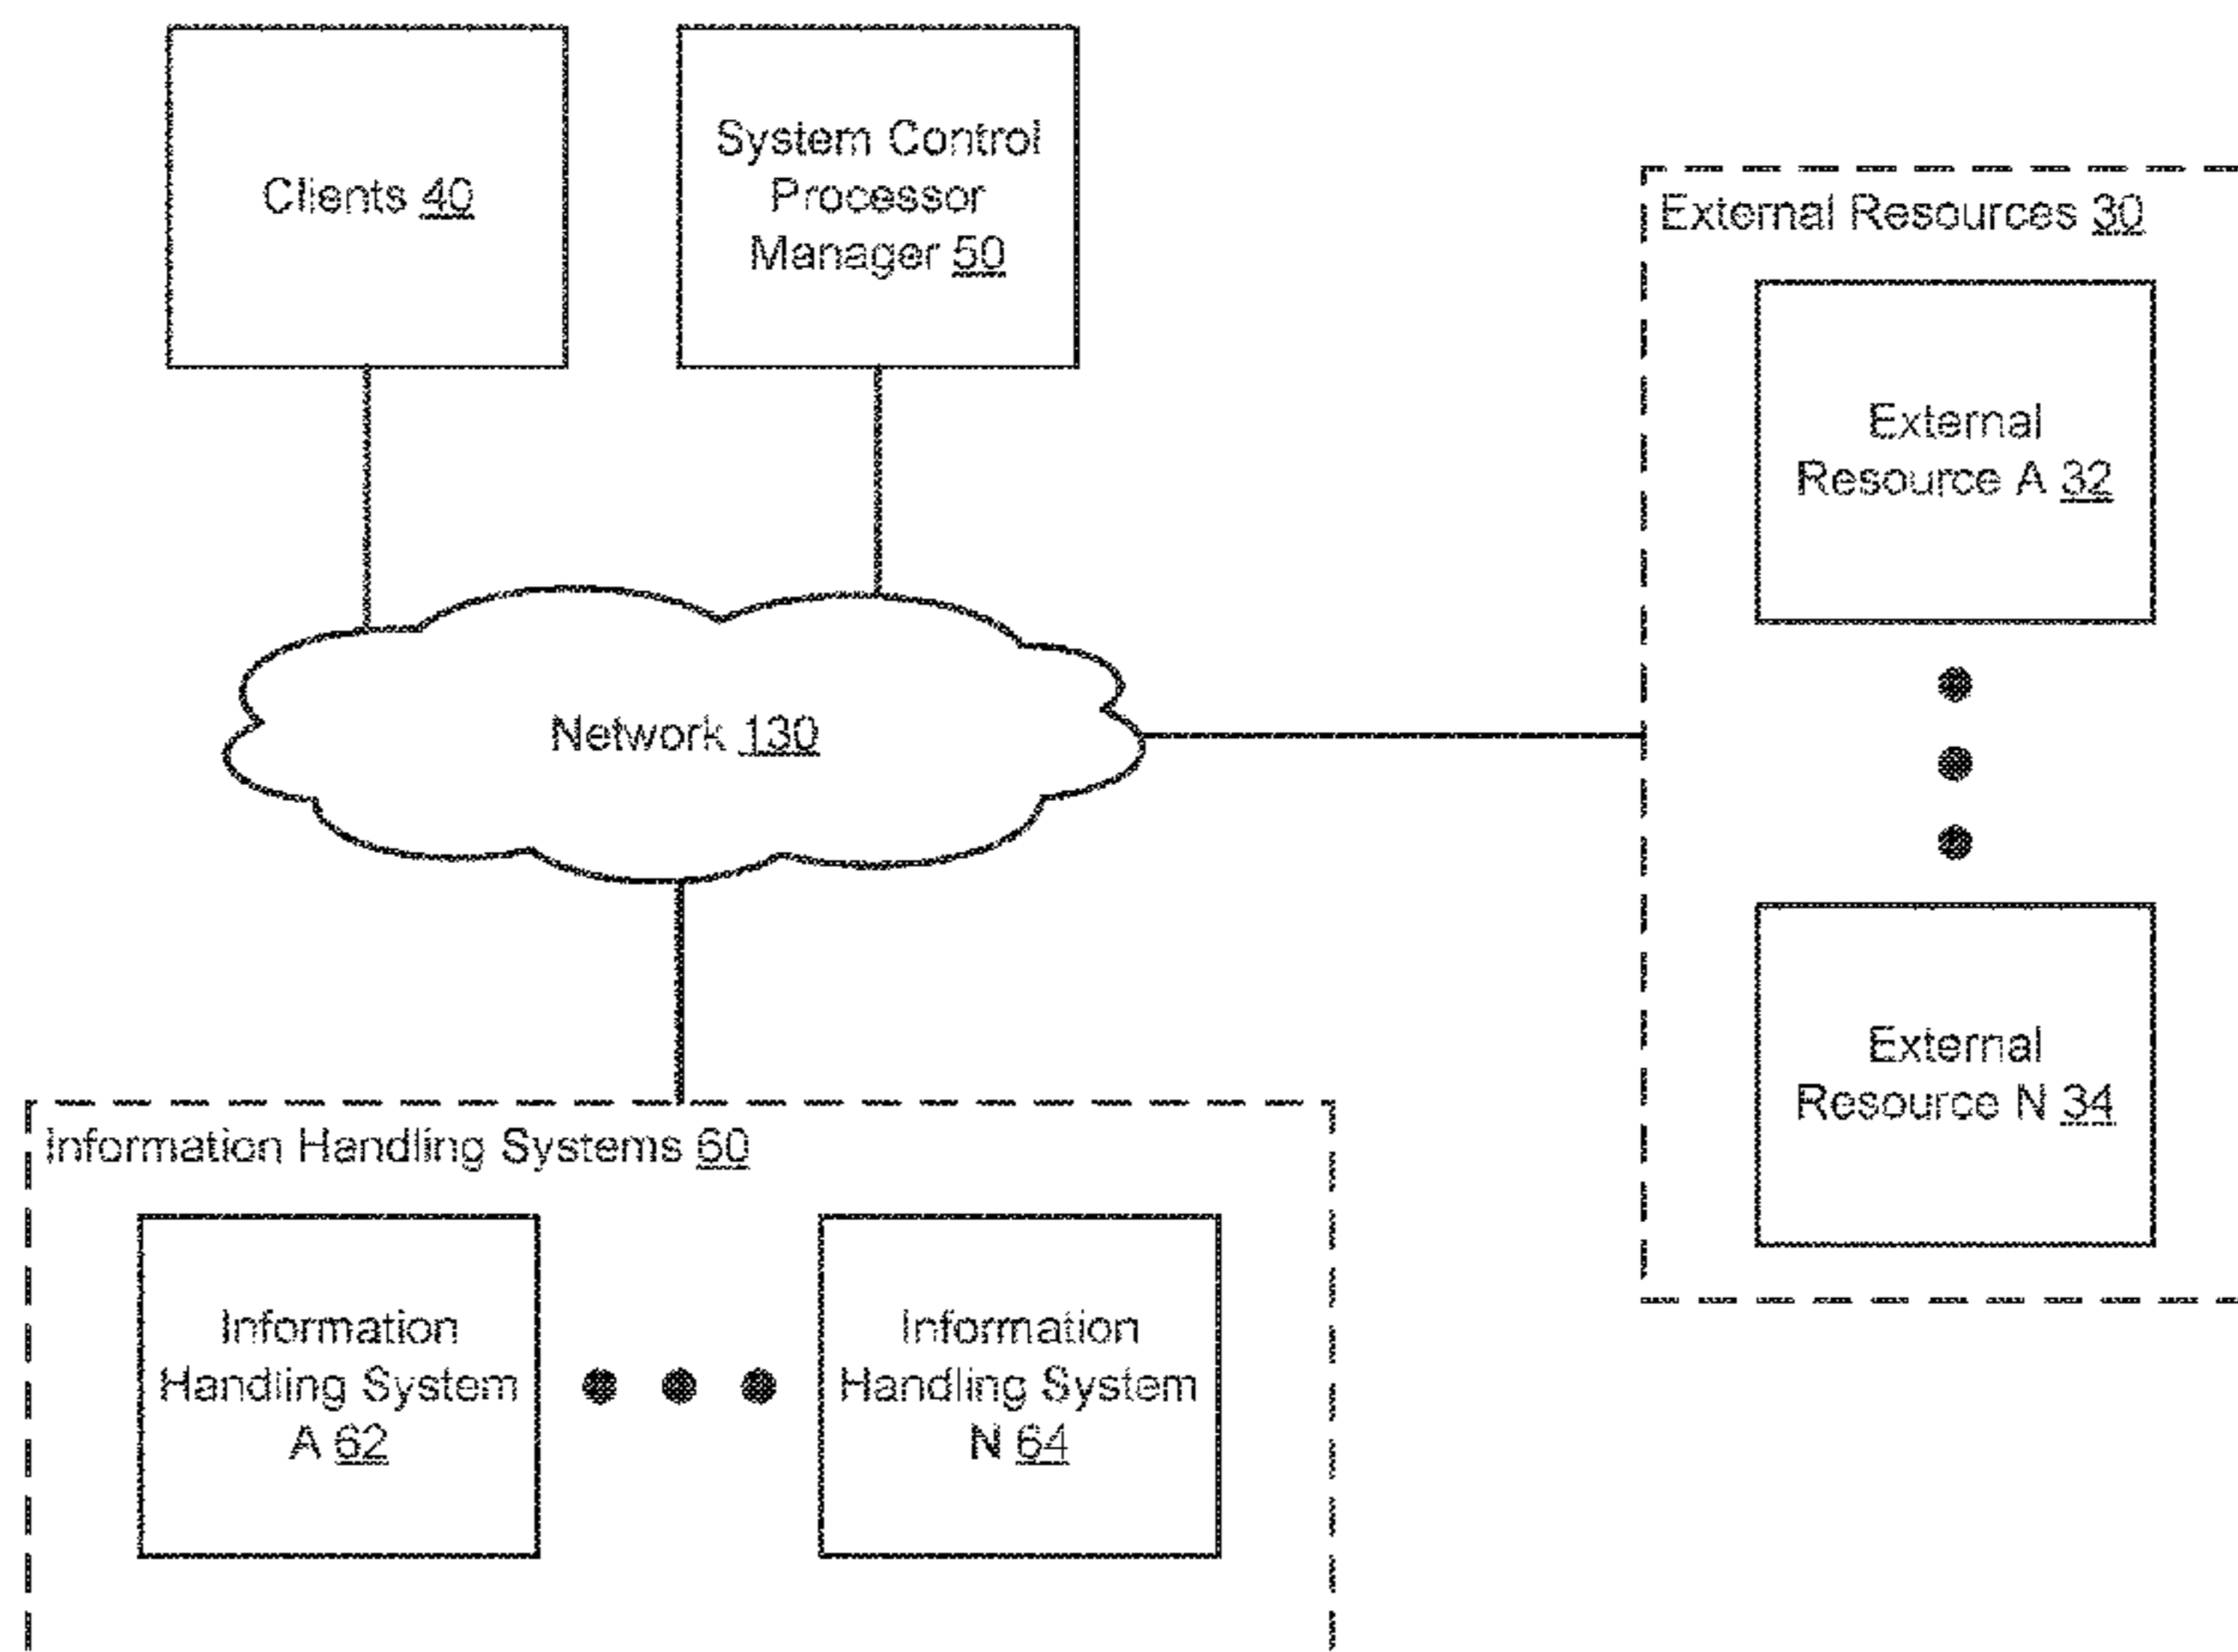 Clients 40
System Control
Processor
Manager 50
External Resources 30
External
Resource A 32
Network 130
External
Resource N 34
Information Handling Systems 60
Information
Handling System
A 62
Information
Handling System
N 64